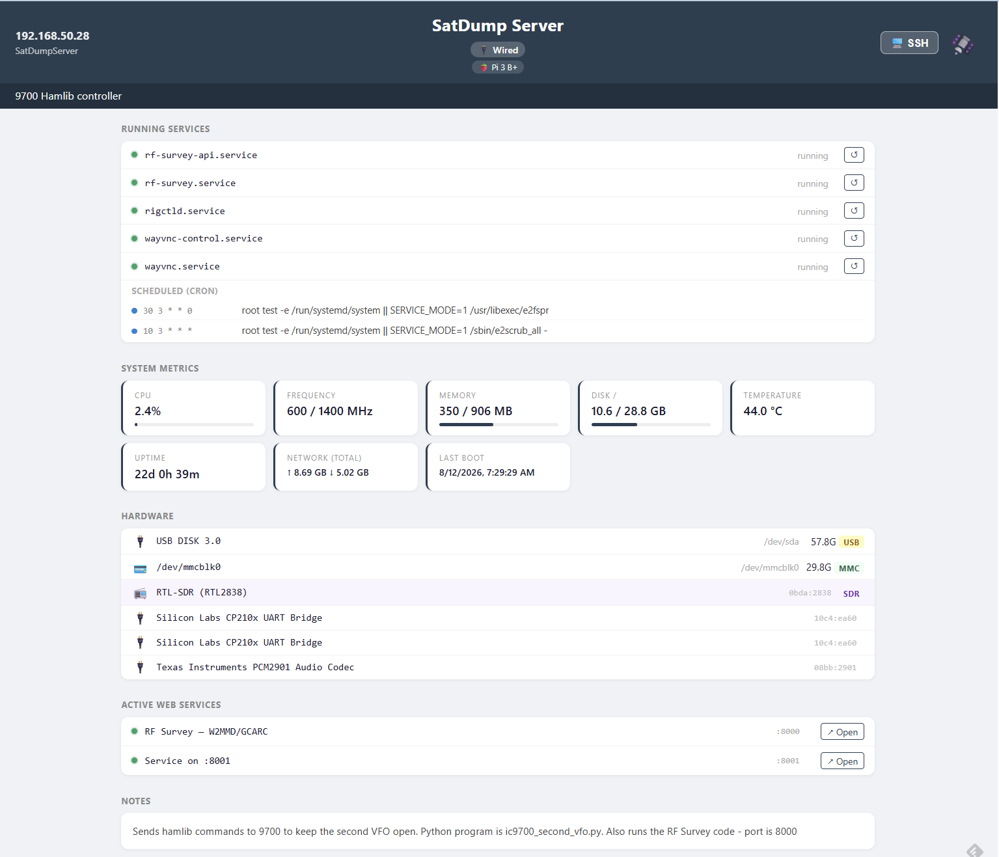 192.168.50.28
SatDumpServer
SatDump Server
Wired
Pi 3 B+
SSH
9700 Hamlib controller
RUNNING SERVICES
rf-survey-api.service running
rf-survey.service running
rigctld.service running
wayvnc-control.service running
wayvnc.service running
SCHEDULED (CRON)
30 3 * * 0 root test -e /run/systemd/system || SERVICE_MODE=1 /usr/libexec/e2fspr
10 3 * * * root test -e /run/systemd/system || SERVICE_MODE=1 /sbin/e2scrub_all -
SYSTEM METRICS
CPU
2.4%
FREQUENCY
600 / 1400 MHz
MEMORY
350 / 906 MB
DISK /
10.6 / 28.8 GB
TEMPERATURE
44.0 °C
UPTIME
22d 0h 39m
NETWORK (TOTAL)
↑ 8.69 GB ↓ 5.02 GB
LAST BOOT
8/12/2026, 7:29:29 AM
HARDWARE
USB DISK 3.0 /dev/sda 57.8G USB
/dev/mmcblk0 /dev/mmcblk0 29.8G MMC
RTL-SDR (RTL2838) 0bda:2838 SDR
Silicon Labs CP210x UART Bridge 10c4:ea60
Silicon Labs CP210x UART Bridge 10c4:ea60
Texas Instruments PCM2901 Audio Codec 08bb:2901
ACTIVE WEB SERVICES
RF Survey — W2MMD/GCARC :8000 ↗ Open
Service on :8001 :8001 ↗ Open
NOTES
Sends hamlib commands to 9700 to keep the second VFO open. Python program is ic9700_second_vfo.py. Also runs the RF Survey code - port is 8000